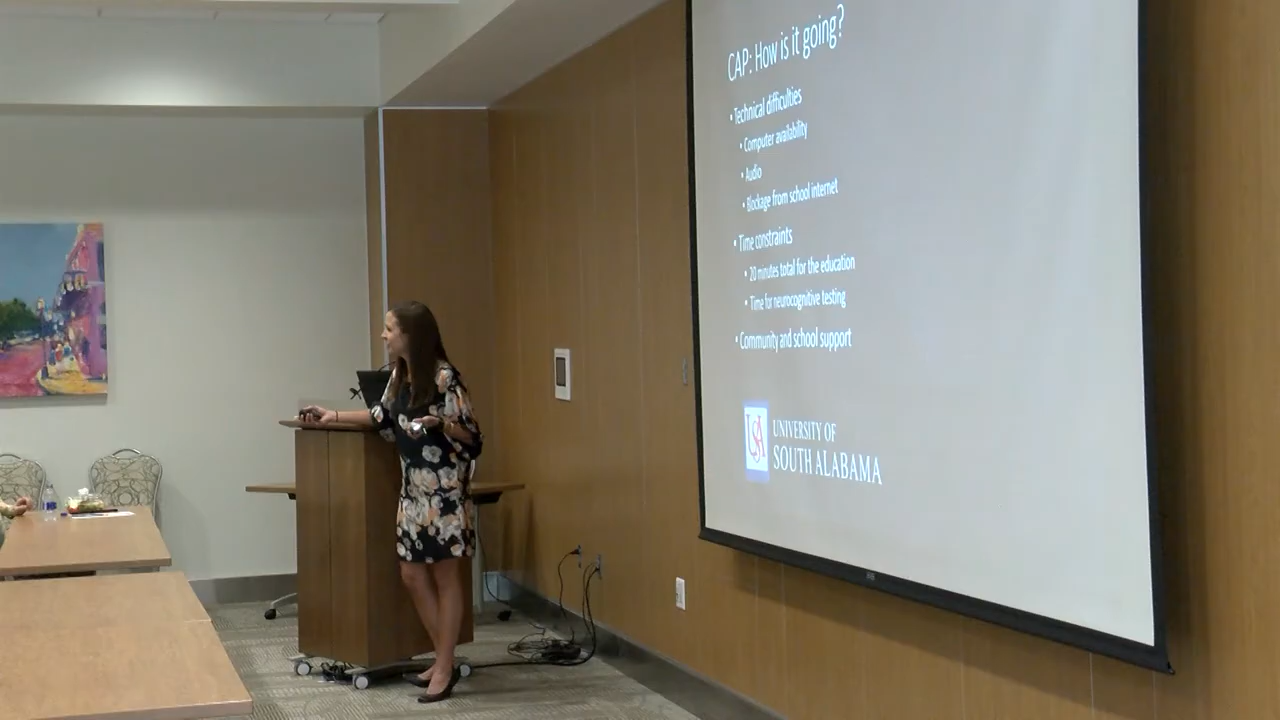 CAP: How is it going?
• Technical difficulties
• Computer availability
• Audio
• Blockage from school internet
• Time constraints
• 20 minutes total for the education
• Time for neurocognitive testing
• Community and school support
USA
UNIVERSITY OF
SOUTH ALABAMA